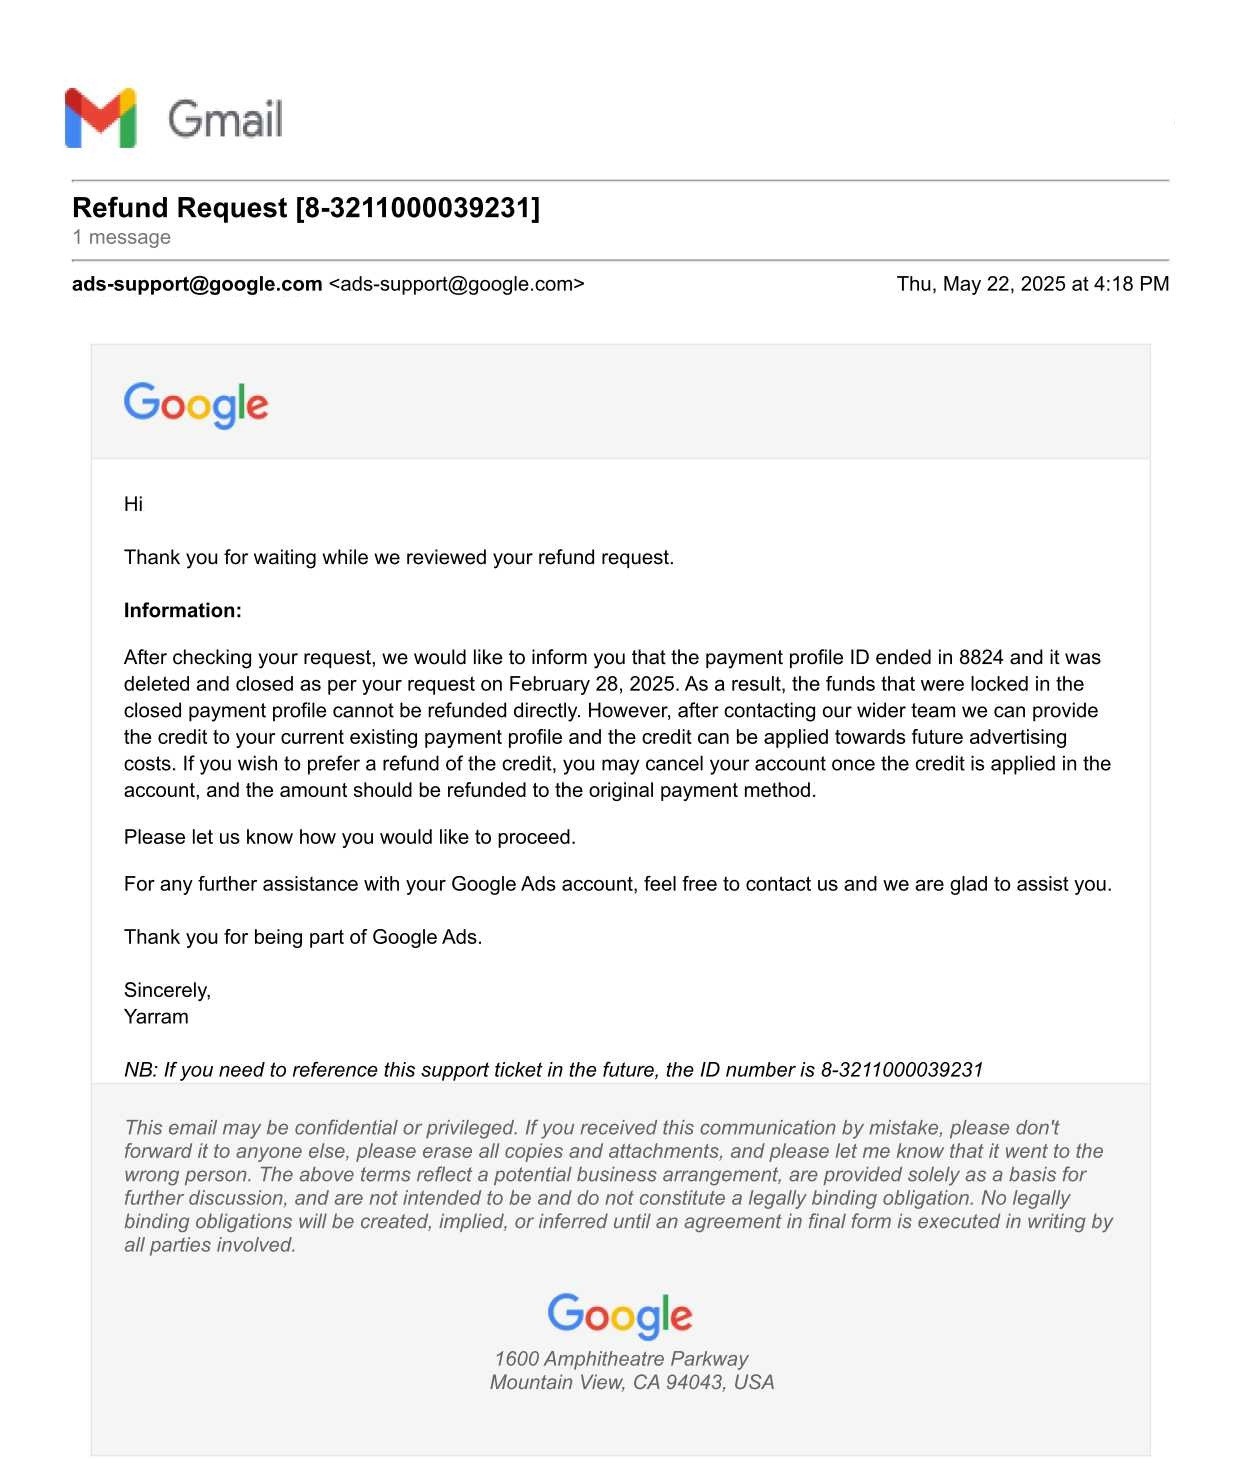 Gmail
Refund Request [8-3211000039231]
1 message
ads-support@google.com <ads-support@google.com>
Thu, May 22, 2025 at 4:18 PM
Google
Hi
Thank you for waiting while we reviewed your refund request.
Information:
After checking your request, we would like to inform you that the payment profile ID ended in 8824 and it was
deleted and closed as per your request on February 28, 2025. As a result, the funds that were locked in the
closed payment profile cannot be refunded directly. However, after contacting our wider team we can provide
the credit to your current existing payment profile and the credit can be applied towards future advertising
costs. If you wish to prefer a refund of the credit, you may cancel your account once the credit is applied in the
account, and the amount should be refunded to the original payment method.
Please let us know how you would like to proceed.
For any further assistance with your Google Ads account, feel free to contact us and we are glad to assist you.
Thank you for being part of Google Ads.
Sincerely,
Yarram
NB: If you need to reference this support ticket in the future, the ID number is 8-3211000039231
This email may be confidential or privileged. If you received this communication by mistake, please don't
forward it to anyone else, please erase all copies and attachments, and please let me know that it went to the
wrong person. The above terms reflect a potential business arrangement, are provided solely as a basis for
further discussion, and are not intended to be and do not constitute a legally binding obligation. No legally
binding obligations will be created, implied, or inferred until an agreement in final form is executed in writing by
all parties involved.
Google
1600 Amphitheatre Parkway
Mountain View, CA 94043, USA